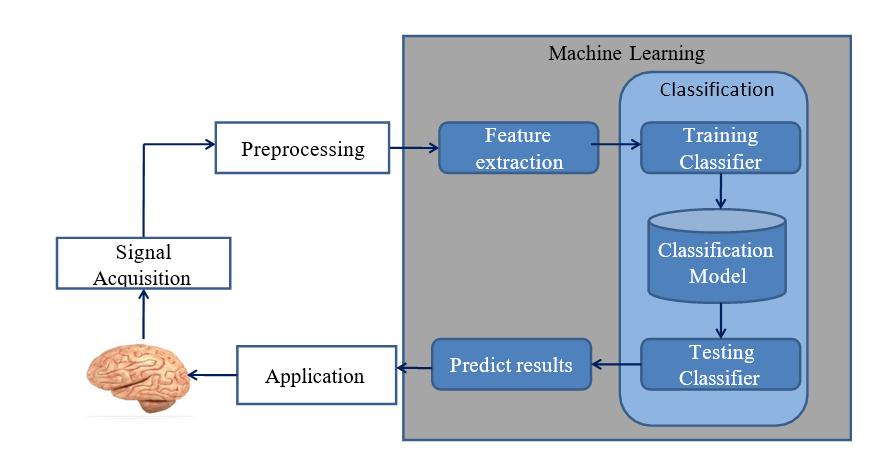 Machine Learning
Classification
Preprocessing
Feature
extraction
Training
Classifier
Signal
Acquisition
Classification
Model
Application
Predict results
Testing
Classifier